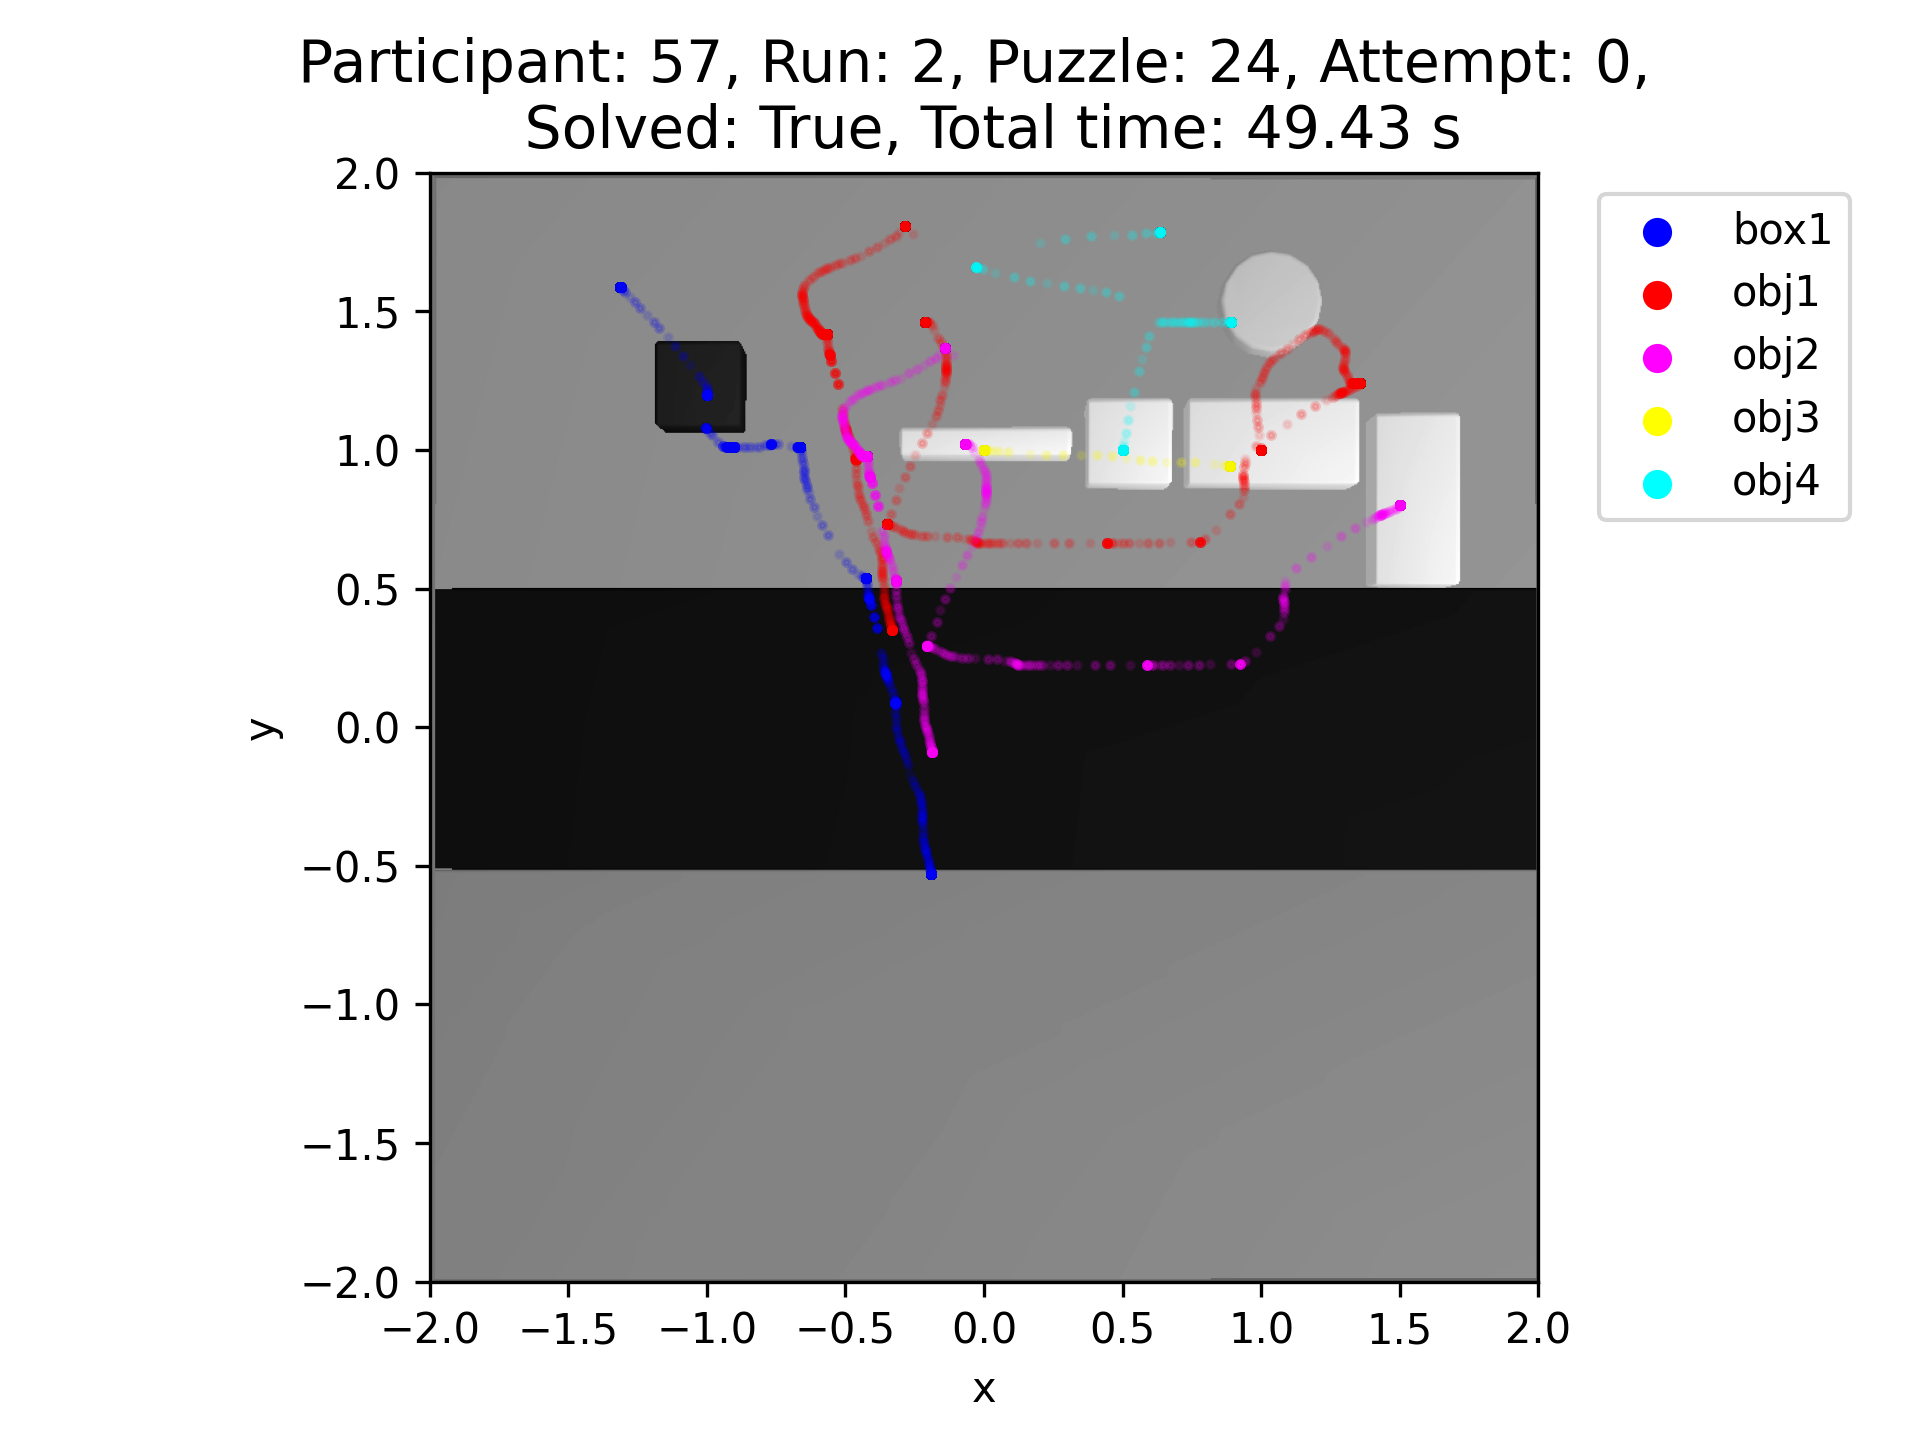 Participant: 57, Run: 2, Puzzle: 24, Attempt: 0,
Solved: True, Total time: 49.43 s
2.0
1.5
1.0
0.5
0.0
−0.5
−1.0
−1.5
−2.0
y
−2.0 −1.5 −1.0 −0.5 0.0 0.5 1.0 1.5 2.0
x
box1
obj1
obj2
obj3
obj4